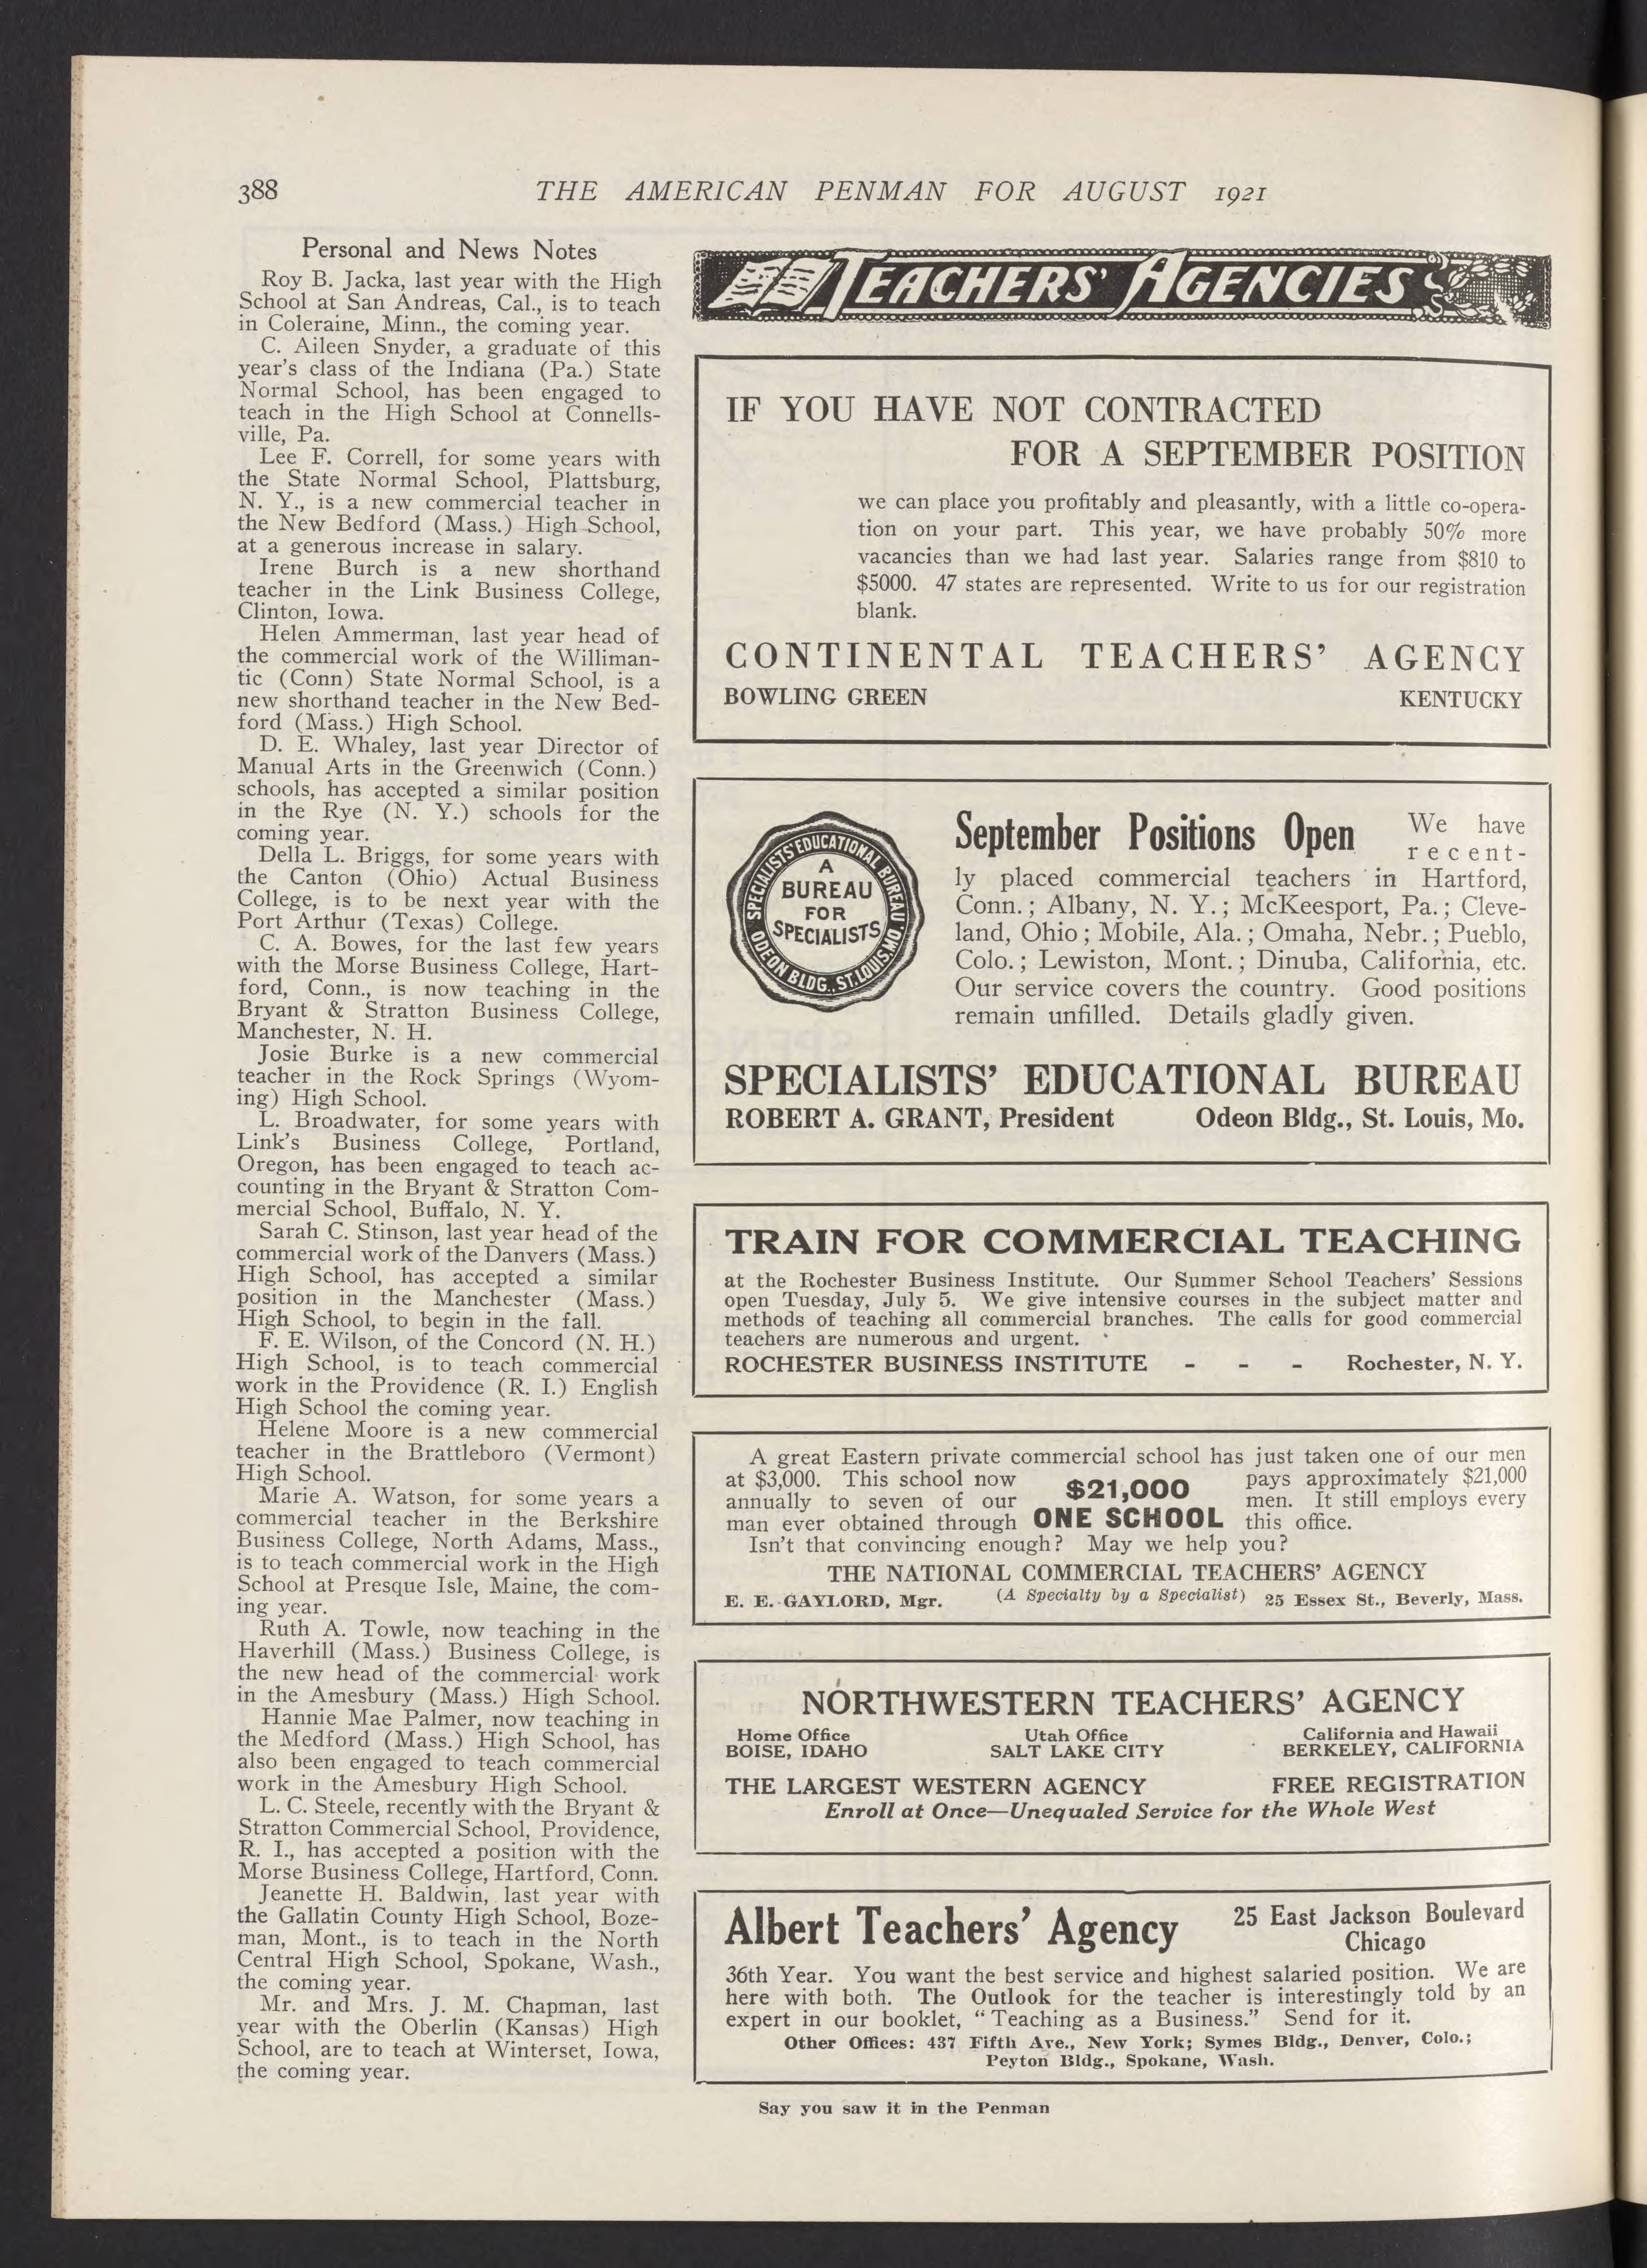 388
THE AMERICAN PENMAN FOR AUGUST 1921
Personal and News Notes
Roy B. Jacka, last year with the High
School at San Andreas, Cal., is to teach
in Coleraine, Minn., the coming year.
C. Aileen Snyder, a graduate of this
year's class of the Indiana (Pa.) State
Normal School, has been engaged to
teach in the High School at Connells-
ville, Pa.
Lee F. Correll, for some years with
the State Normal School, Plattsburg,
N. Y., is a new commercial teacher in
the New Bedford (Mass.) High School,
at a generous increase in salary.
Irene Burch is a new shorthand
teacher in the Link Business College,
Clinton, Iowa.
Helen Ammerman, last year head of
the commercial work of the Williman-
tic (Conn) State Normal School, is a
new shorthand teacher in the New Bed-
ford (Mass.) High School.
D. E. Whaley, last year Director of
Manual Arts in the Greenwich (Conn.)
schools, has accepted a similar position
in the Rye (N. Y.) schools for the
coming year.
Della L. Briggs, for some years with
the Canton (Ohio) Actual Business
College, is to be next year with the
Port Arthur (Texas) College.
C. A. Bowes, for the last few years
with the Morse Business College, Hart-
ford, Conn., is now teaching in the
Bryant & Stratton Business College,
Manchester, N. H.
Josie Burke is a new commercial
teacher in the Rock Springs (Wyom-
ing) High School.
L. Broadwater, for some years with
Link's Business College, Portland,
Oregon, has been engaged to teach ac-
counting in the Bryant & Stratton Com-
mercial School, Buffalo, N. Y.
Sarah C. Stinson, last year head of the
commercial work of the Danvers (Mass.)
High School, has accepted a similar
position in the Manchester (Mass.)
High School, to begin in the fall.
F. E. Wilson, of the Concord (N. H.)
High School, is to teach commercial
work in the Providence (R. I.) English
High School the coming year.
Helene Moore is a new commercial
teacher in the Brattleboro (Vermont)
High School.
Marie A. Watson, for some years a
commercial teacher in the Berkshire
Business College, North Adams, Mass.,
is to teach commercial work in the High
School at Presque Isle, Maine, the com-
ing year.
Ruth A. Towle, now teaching in the
Haverhill (Mass.) Business College, is
the new head of the commercial work
in the Amesbury (Mass.) High School.
Hannie Mae Palmer, now teaching in
the Medford (Mass.) High School, has
also been engaged to teach commercial
work in the Amesbury High School.
L. C. Steele, recently with the Bryant &
Stratton Commercial School, Providence,
R. I., has accepted a position with the
Morse Business College, Hartford, Conn.
Jeanette H. Baldwin, last year with
the Gallatin County High School, Boze-
man, Mont., is to teach in the North
Central High School, Spokane, Wash.,
the coming year.
Mr. and Mrs. J. M. Chapman, last
year with the Oberlin (Kansas) High
School, are to teach at Winterset, Iowa,
the coming year.
TEACHERS' AGENCIES
IF YOU HAVE NOT CONTRACTED
FOR A SEPTEMBER POSITION
we can place you profitably and pleasantly, with a little co-opera-
tion on your part. This year, we have probably 50% more
vacancies than we had last year. Salaries range from $810 to
$5000. 47 states are represented. Write to us for our registration
blank.
CONTINENTAL TEACHERS' AGENCY
BOWLING GREEN KENTUCKY
SPECIALISTS' EDUCATIONAL BUREAU
ODEON BLDG., ST. LOUIS, MO.
A
BUREAU
FOR
SPECIALISTS
September Positions Open We have
recent-
ly placed commercial teachers in Hartford,
Conn.; Albany, N. Y.; McKeesport, Pa.; Cleve-
land, Ohio; Mobile, Ala.; Omaha, Nebr.; Pueblo,
Colo.; Lewiston, Mont.; Dinuba, California, etc.
Our service covers the country. Good positions
remain unfilled. Details gladly given.
SPECIALISTS' EDUCATIONAL BUREAU
ROBERT A. GRANT, President Odeon Bldg., St. Louis, Mo.
TRAIN FOR COMMERCIAL TEACHING
at the Rochester Business Institute. Our Summer School Teachers' Sessions
open Tuesday, July 5. We give intensive courses in the subject matter and
methods of teaching all commercial branches. The calls for good commercial
teachers are numerous and urgent.
ROCHESTER BUSINESS INSTITUTE - - - Rochester, N. Y.
A great Eastern private commercial school has just taken one of our men
at $3,000. This school now $21,000 pays approximately $21,000
annually to seven of our men. It still employs every
man ever obtained through ONE SCHOOL this office.
Isn't that convincing enough? May we help you?
THE NATIONAL COMMERCIAL TEACHERS' AGENCY
E. E. GAYLORD, Mgr. (A Specialty by a Specialist) 25 Essex St., Beverly, Mass.
NORTHWESTERN TEACHERS' AGENCY
Home Office Utah Office California and Hawaii
BOISE, IDAHO SALT LAKE CITY BERKELEY, CALIFORNIA
THE LARGEST WESTERN AGENCY FREE REGISTRATION
Enroll at Once—Unequaled Service for the Whole West
Albert Teachers' Agency 25 East Jackson Boulevard
Chicago
36th Year. You want the best service and highest salaried position. We are
here with both. The Outlook for the teacher is interestingly told by an
expert in our booklet, "Teaching as a Business." Send for it.
Other Offices: 437 Fifth Ave., New York; Symes Bldg., Denver, Colo.;
Peyton Bldg., Spokane, Wash.
Say you saw it in the Penman